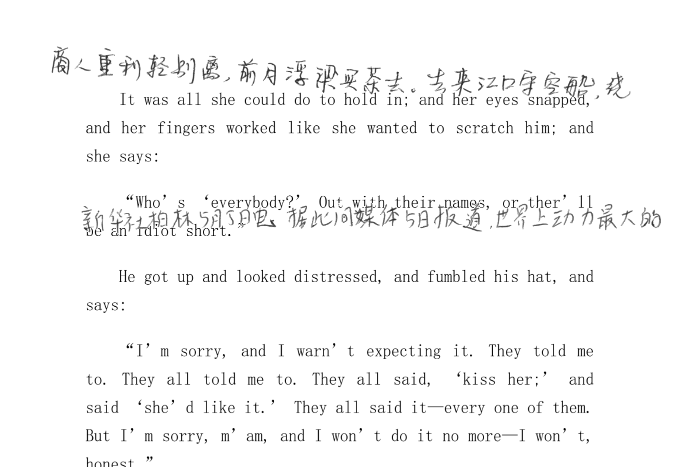 商人重利轻别离，前月浮梁买茶去。去来江口守空船，绕
It was all she could do to hold in; and her eyes snapped,
and her fingers worked like she wanted to scratch him; and
she says:
“Who’s ‘everybody?’ Out with their names, or ther’ll
新华社柏林5月5日电 据此间媒体5日报道，世界上动力最大的
be an idiot short.”
He got up and looked distressed, and fumbled his hat, and
says:
“I’m sorry, and I warn’t expecting it. They told me
to. They all told me to. They all said, ‘kiss her;’ and
said ‘she’d like it.’ They all said it—every one of them.
But I’m sorry, m’am, and I won’t do it no more—I won’t,
honest.”